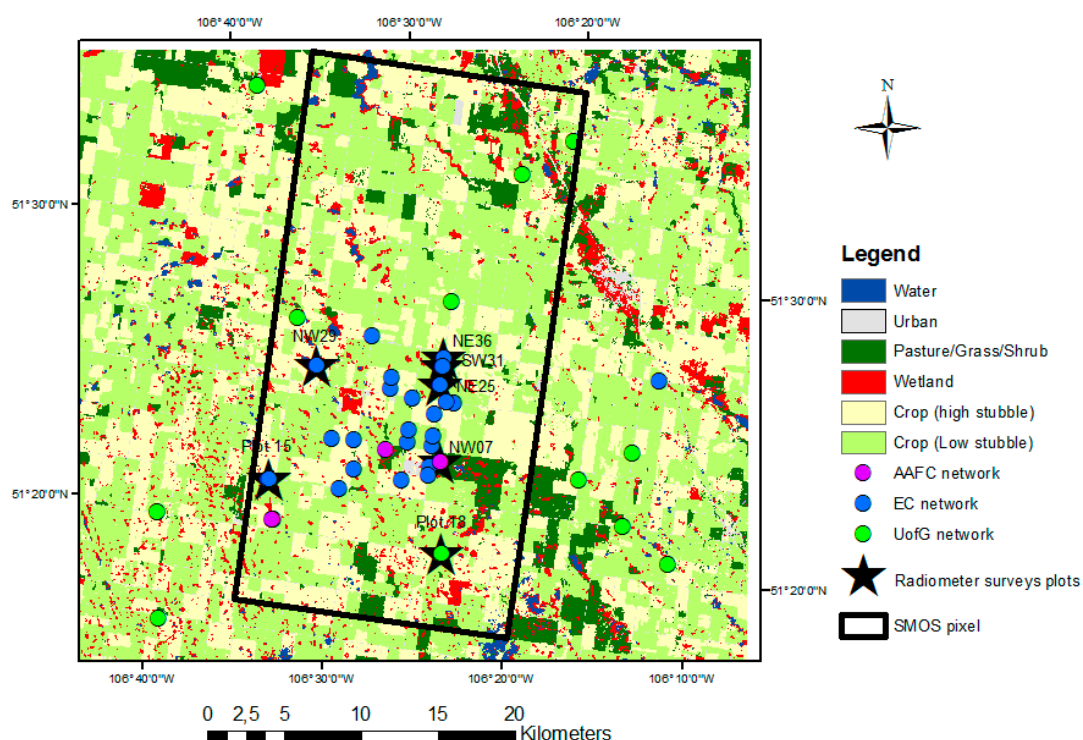 106°40'0"W 106°30'0"W 106°20'0"W
N
51°30'0"N
51°30'0"N
Legend
Water
Urban
Pasture/Grass/Shrub
Wetland
Crop (high stubble)
Crop (Low stubble)
AAFC network
EC network
UofG network
Radiometer surveys plots
SMOS pixel
NW29
NE36
SW31
NE25
Plot 15
NW07
51°20'0"N
Plot 18
51°20'0"N
106°40'0"W 106°30'0"W 106°20'0"W 106°10'0"W
0 2,5 5 10 15 20
Kilometers